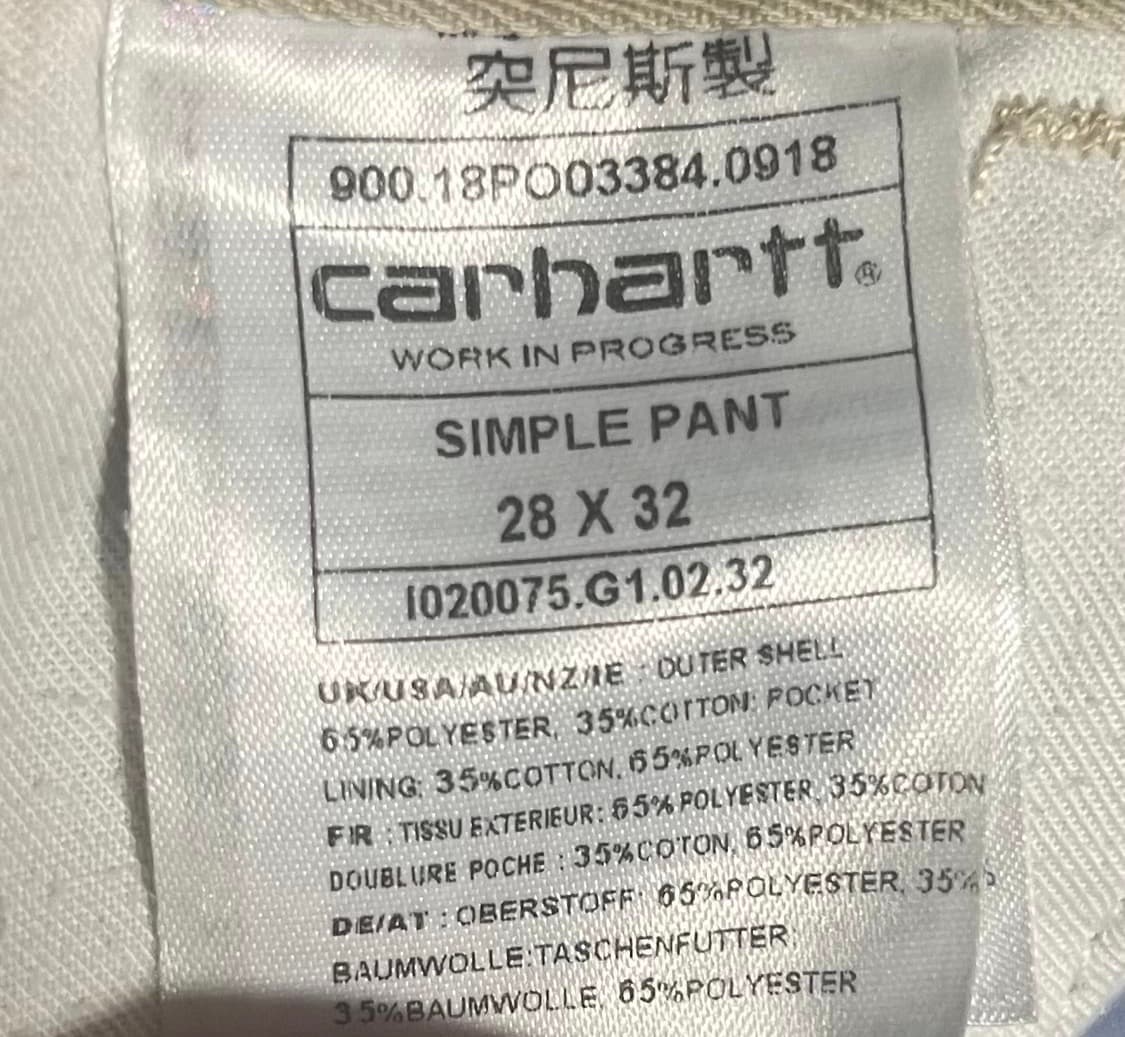 突尼斯製
900.18PO03384.0918
carhartt®
WORK IN PROGRESS
SIMPLE PANT
28 X 32
I020075.G1.02.32
UK/USA/AU/NZ/IE : OUTER SHELL
65%POLYESTER, 35%COTTON: POCKET
LINING: 35%COTTON, 65%POLYESTER
FIR : TISSU EXTERIEUR: 65% POLYESTER, 35%COTON
DOUBLURE POCHE : 35%COTON, 65%POLYESTER
DE/AT : OBERSTOFF: 65%POLYESTER, 35%
BAUMWOLLE:TASCHENFUTTER
35%BAUMWOLLE, 65%POLYESTER